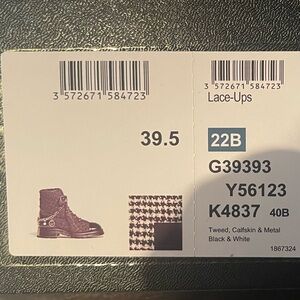 3 572671 584723
3 572671 584723
Lace-Ups
39.5
22B
G39393
Y56123
K4837 40B
Tweed, Calfskin & Metal
Black & White
1867324